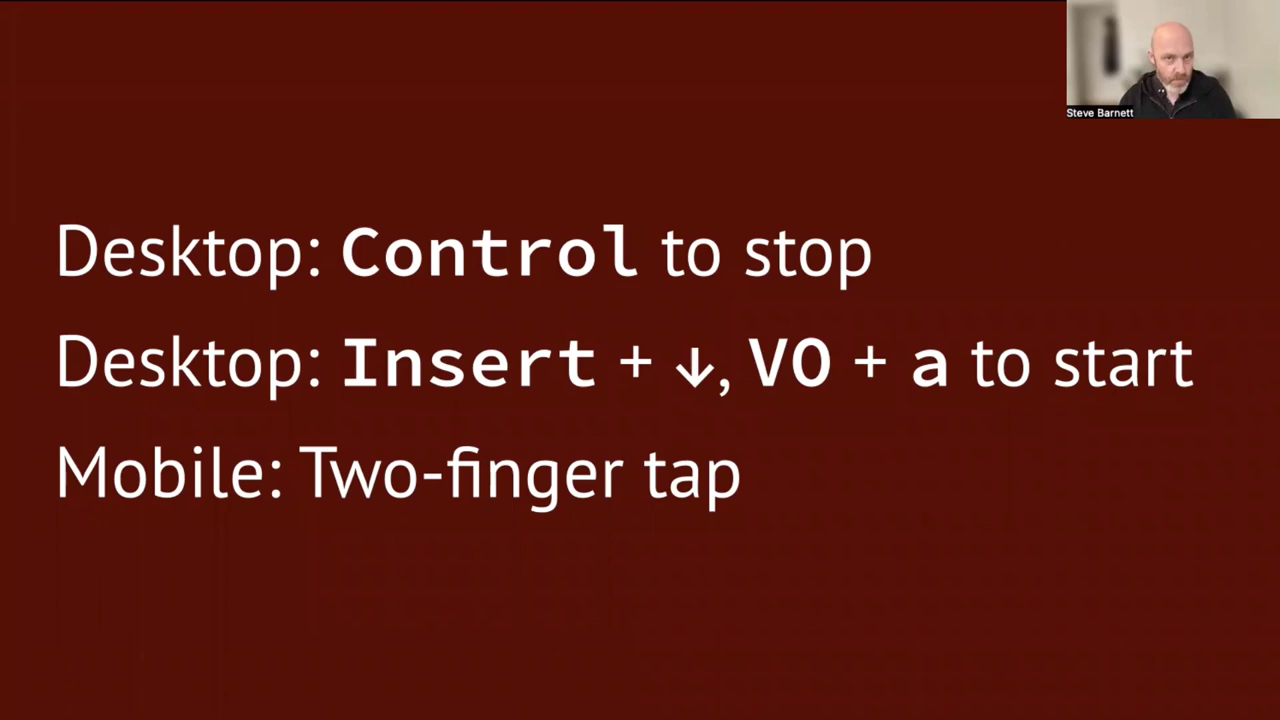 Steve Barnett
Desktop: Control to stop
Desktop: Insert + ↓, VO + a to start
Mobile: Two-finger tap